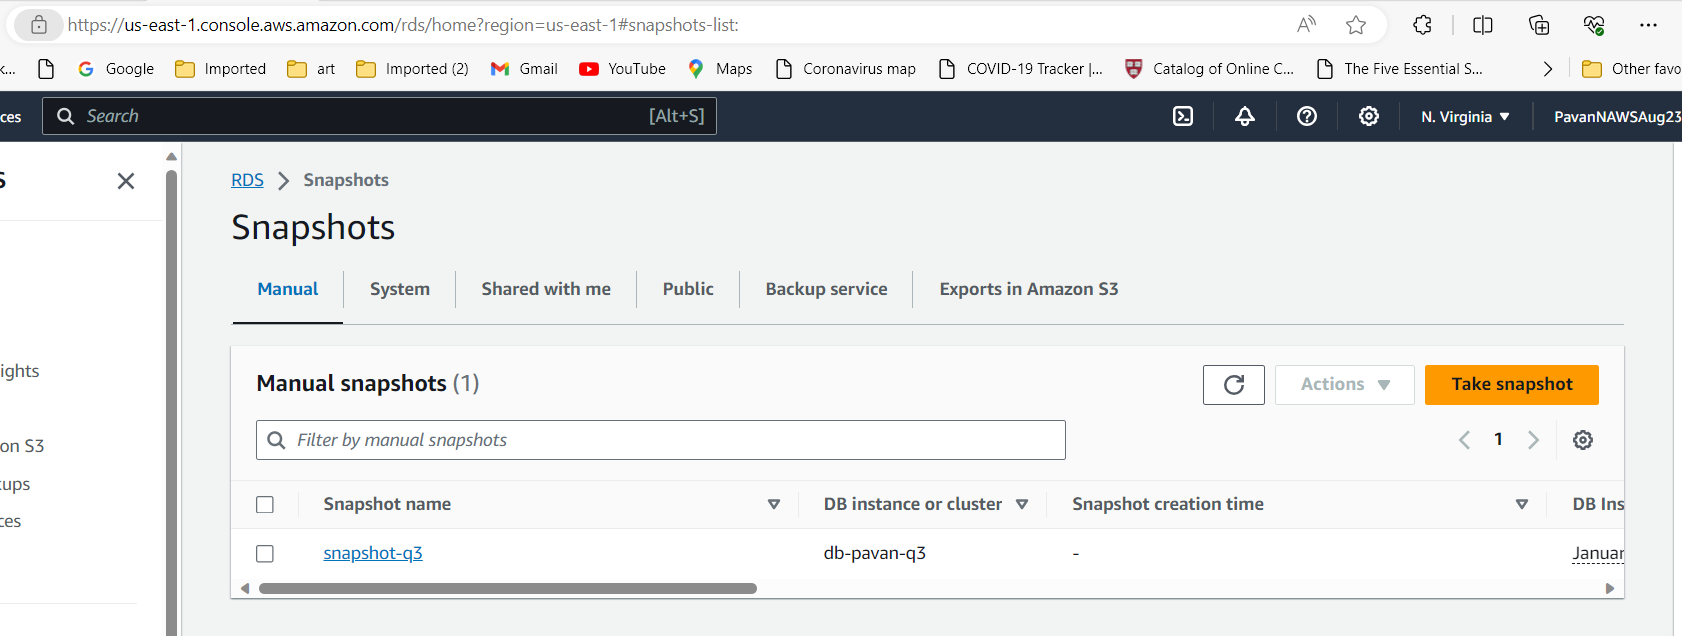 https://us-east-1.console.aws.amazon.com/rds/home?region=us-east-1#snapshots-list:
k... Google Imported art Imported (2) Gmail YouTube Maps Coronavirus map COVID-19 Tracker |... Catalog of Online C... The Five Essential S... Other favo
ces Search [Alt+S] N. Virginia PavanNAWSAug23
S
RDS > Snapshots
Snapshots
Manual System Shared with me Public Backup service Exports in Amazon S3
ights
on S3
kups
ces
Manual snapshots (1) Actions Take snapshot
Filter by manual snapshots 1
Snapshot name DB instance or cluster Snapshot creation time DB Ins
snapshot-q3 db-pavan-q3 - Januar